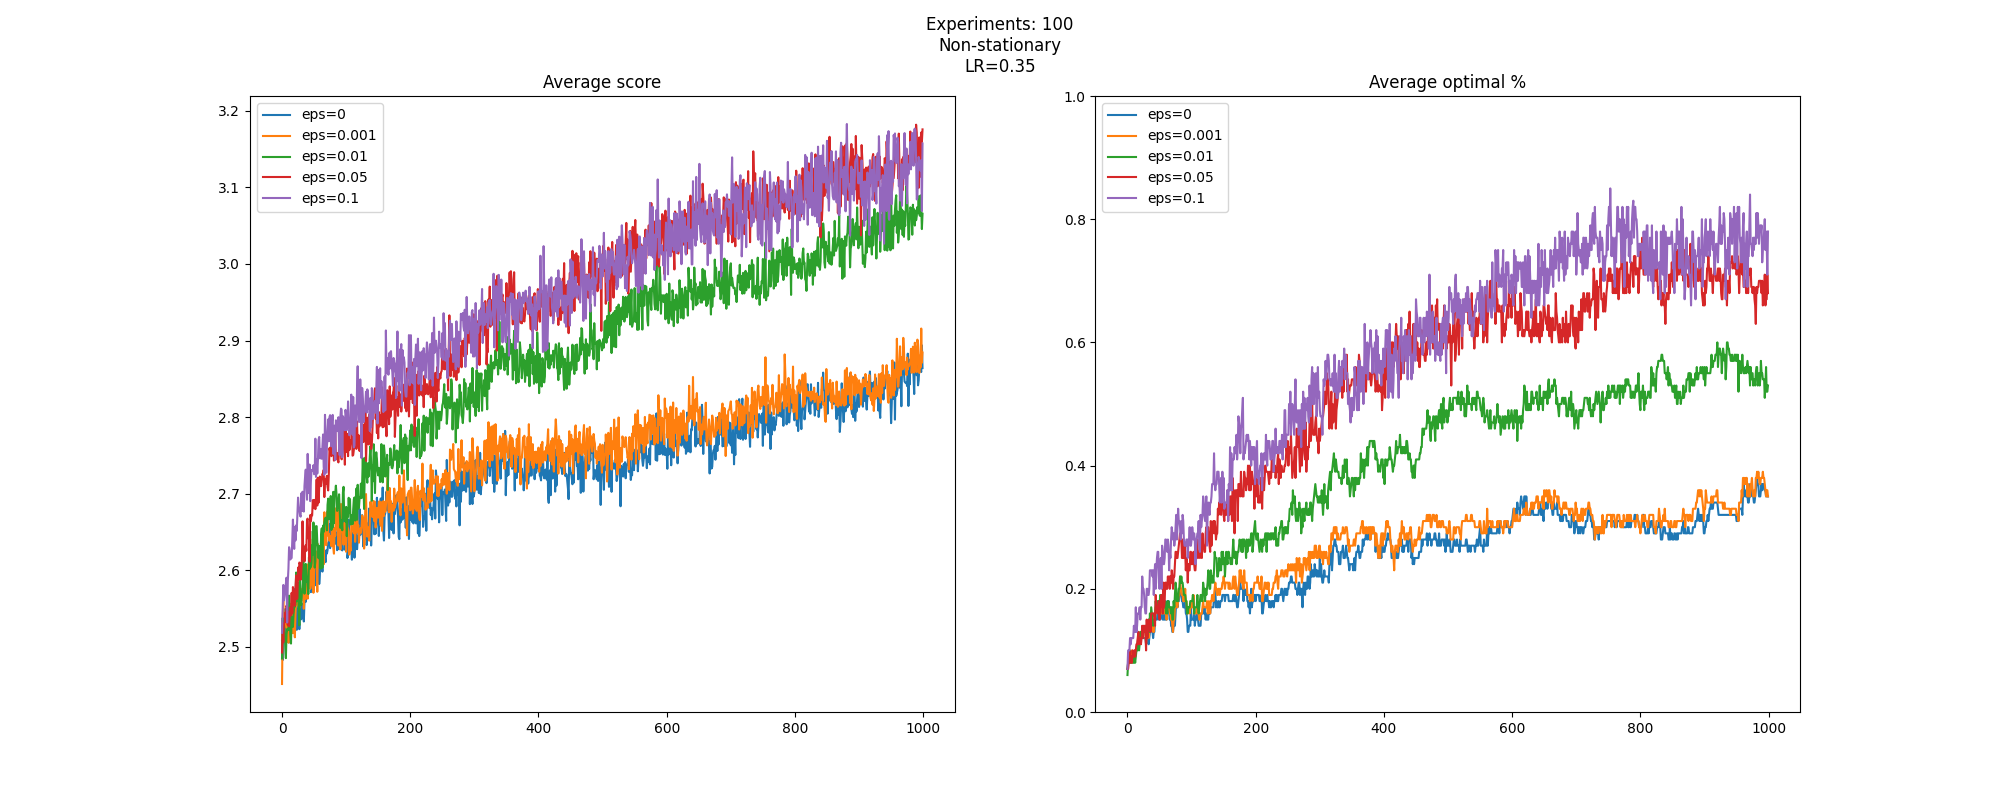 Experiments: 100
Non-stationary
LR=0.35
Average score
eps=0
eps=0.001
eps=0.01
eps=0.05
eps=0.1
3.2
3.1
3.0
2.9
2.8
2.7
2.6
2.5
0 200 400 600 800 1000
Average optimal %
eps=0
eps=0.001
eps=0.01
eps=0.05
eps=0.1
1.0
0.8
0.6
0.4
0.2
0.0
0 200 400 600 800 1000